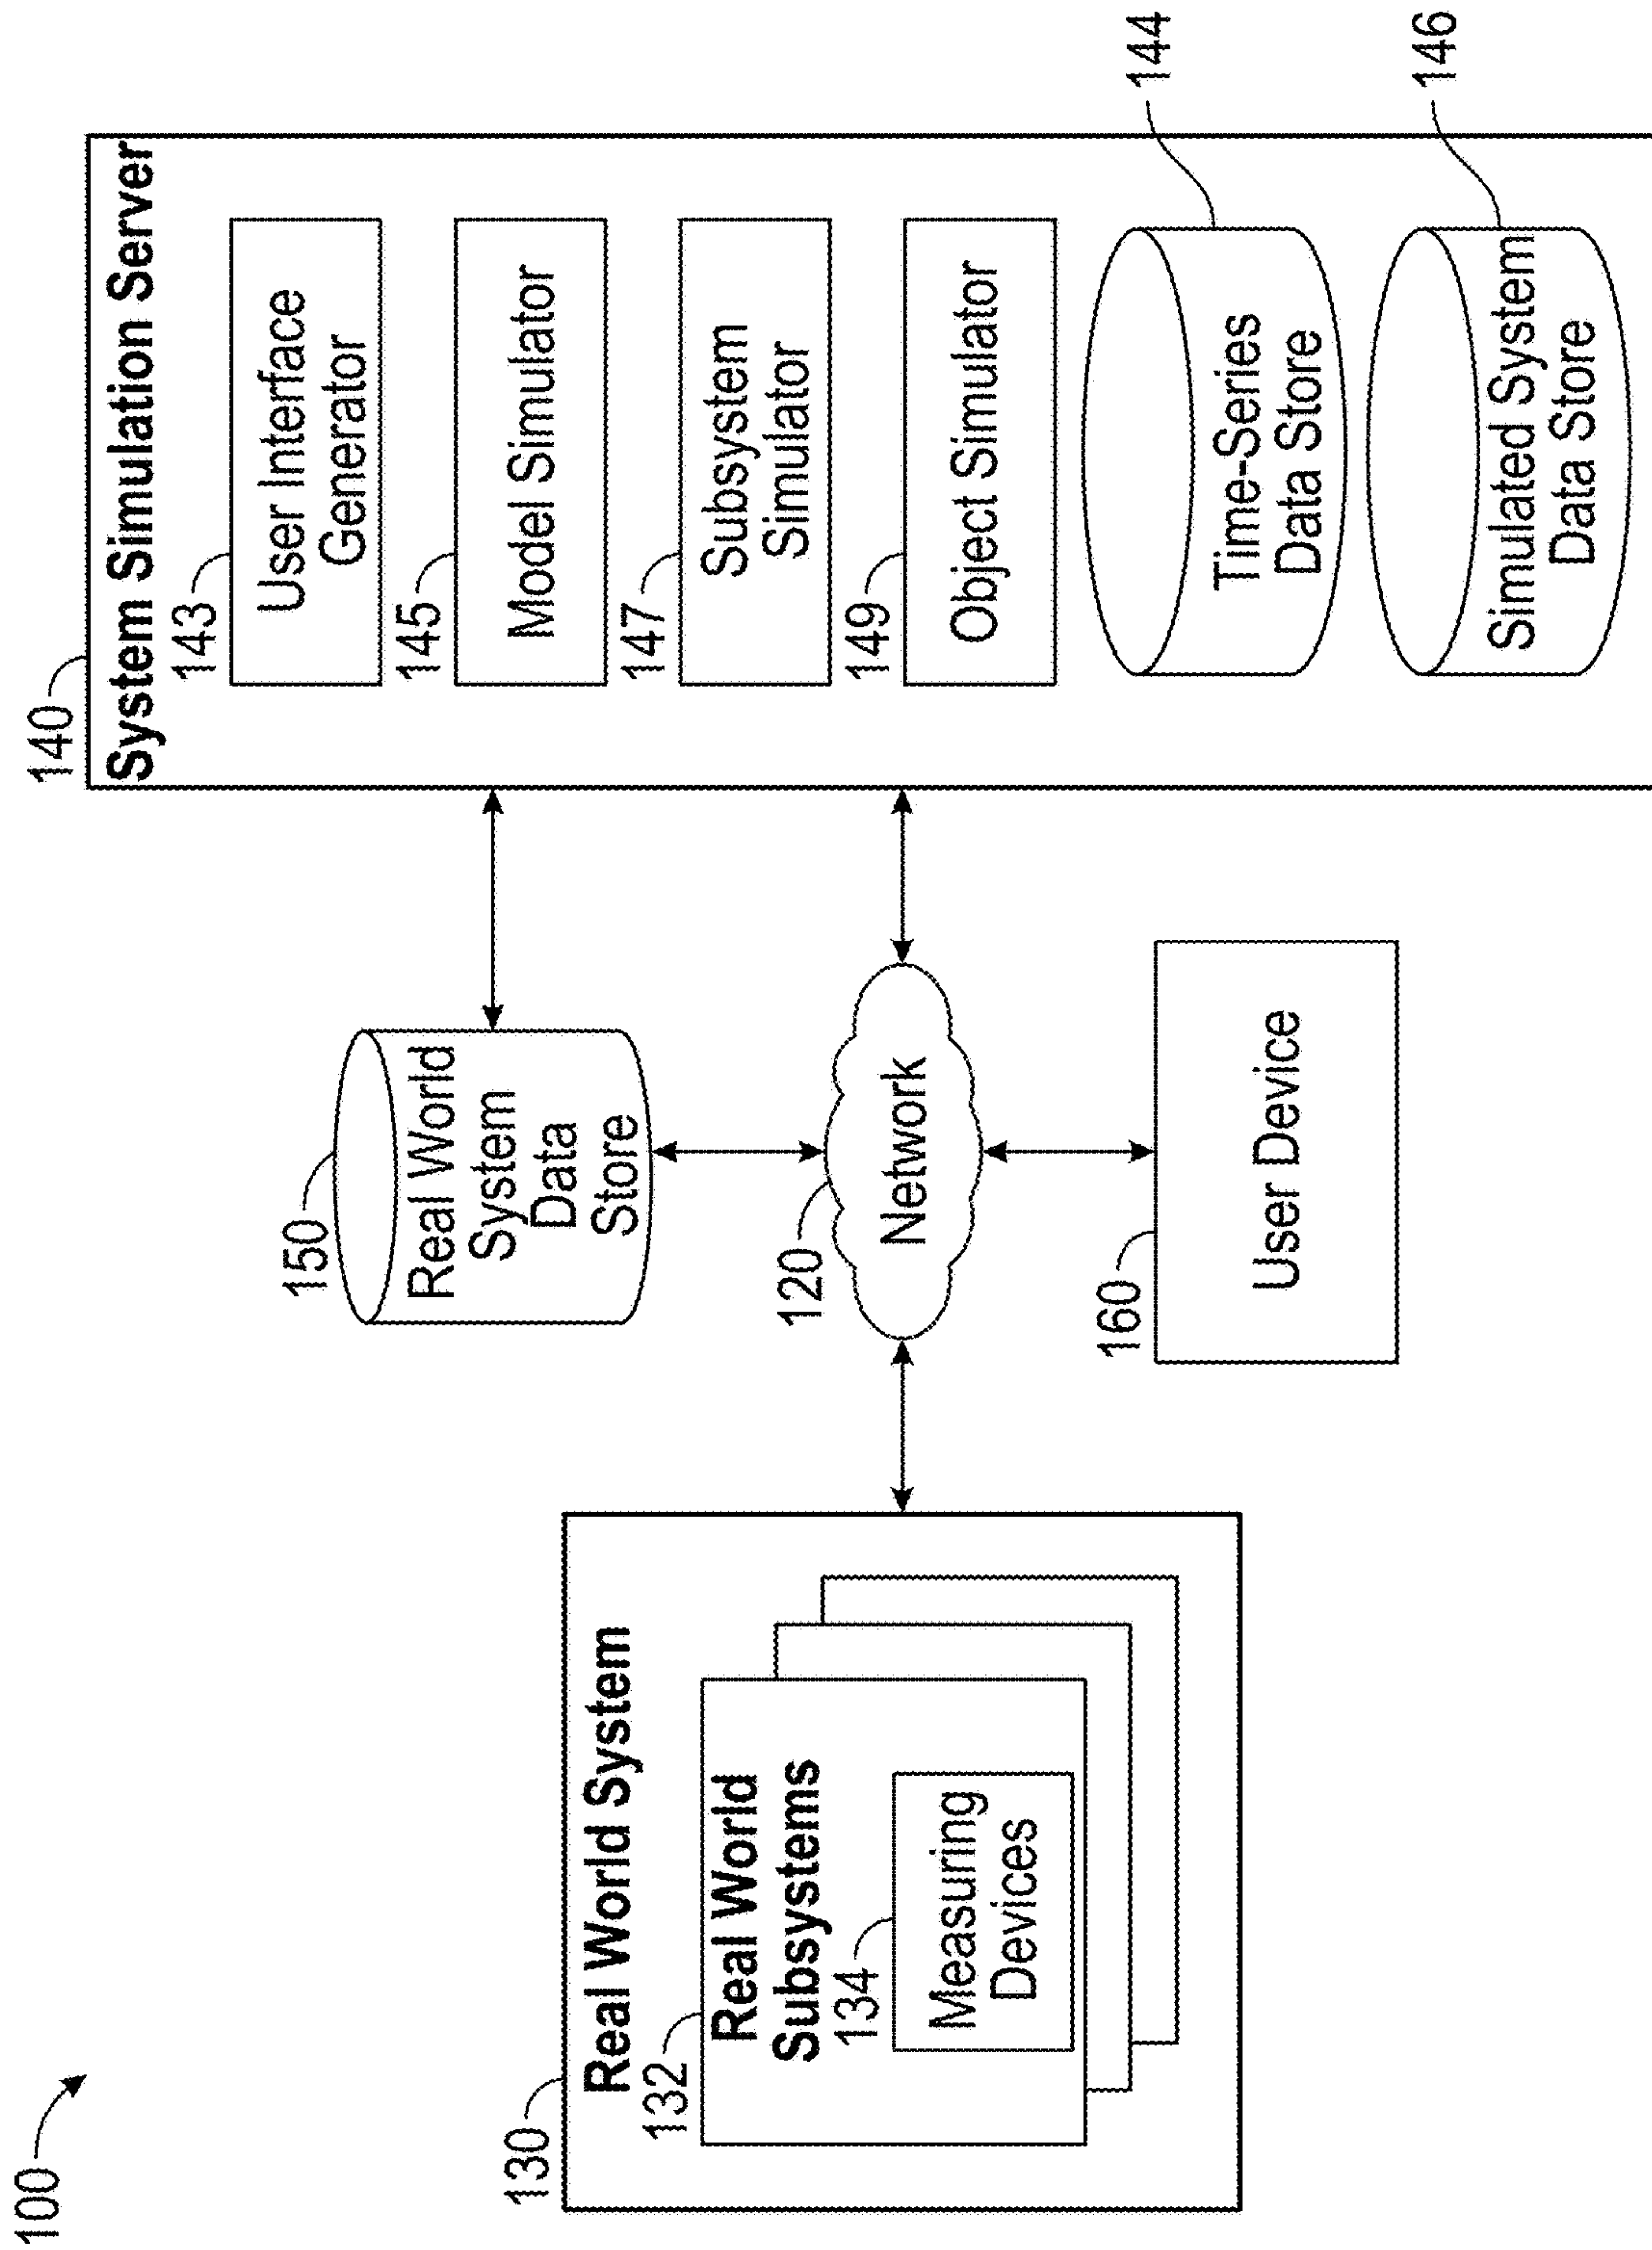 100
130
Real World System
132
Real World
Subsystems
134
Measuring
Devices
150
Real World
System
Data
Store
120
Network
160
User Device
140
System Simulation Server
143
User Interface
Generator
145
Model Simulator
147
Subsystem
Simulator
149
Object Simulator
Time-Series
Data Store
144
Simulated System
Data Store
146